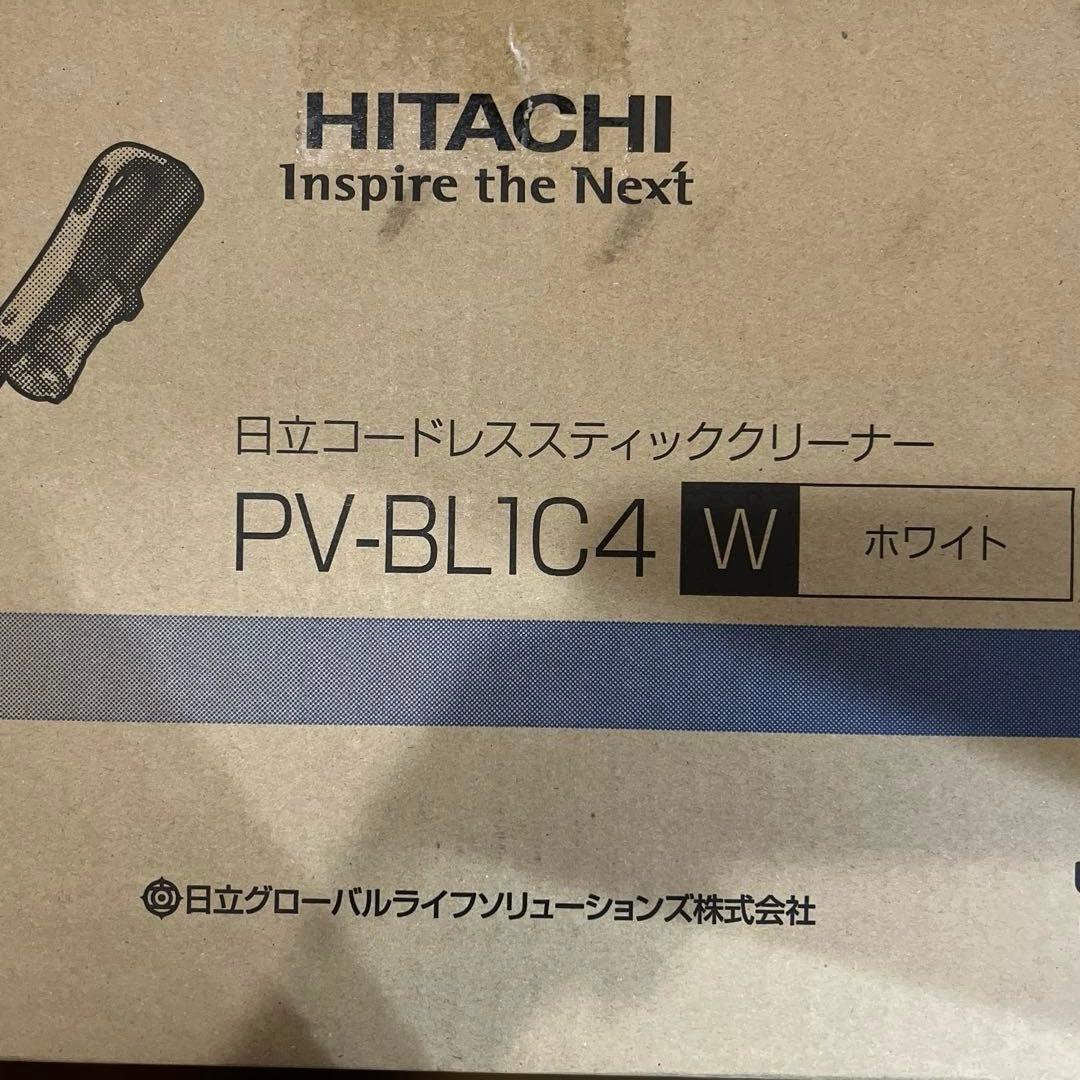 HITACHI
Inspire the Next
日立コードレススティッククリーナー
PV-BL1C4 W ホワイト
日立グローバルライフソリューションズ株式会社